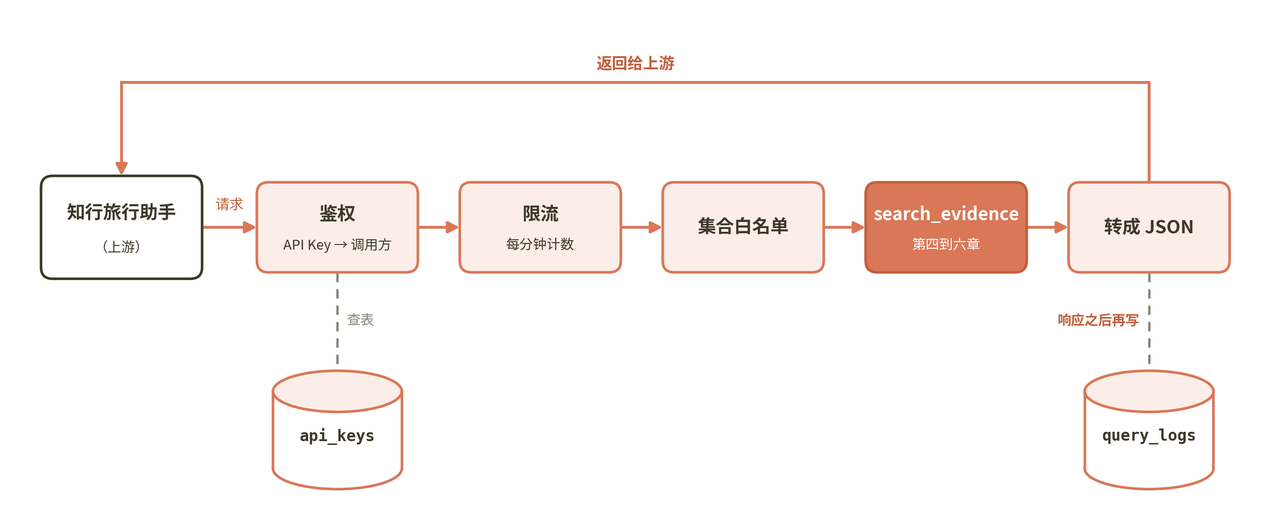 返回给上游
知行旅行助手
（上游）
请求
鉴权
API Key → 调用方
限流
每分钟计数
集合白名单
search_evidence
第四到六章
转成 JSON
查表
响应之后再写
api_keys
query_logs